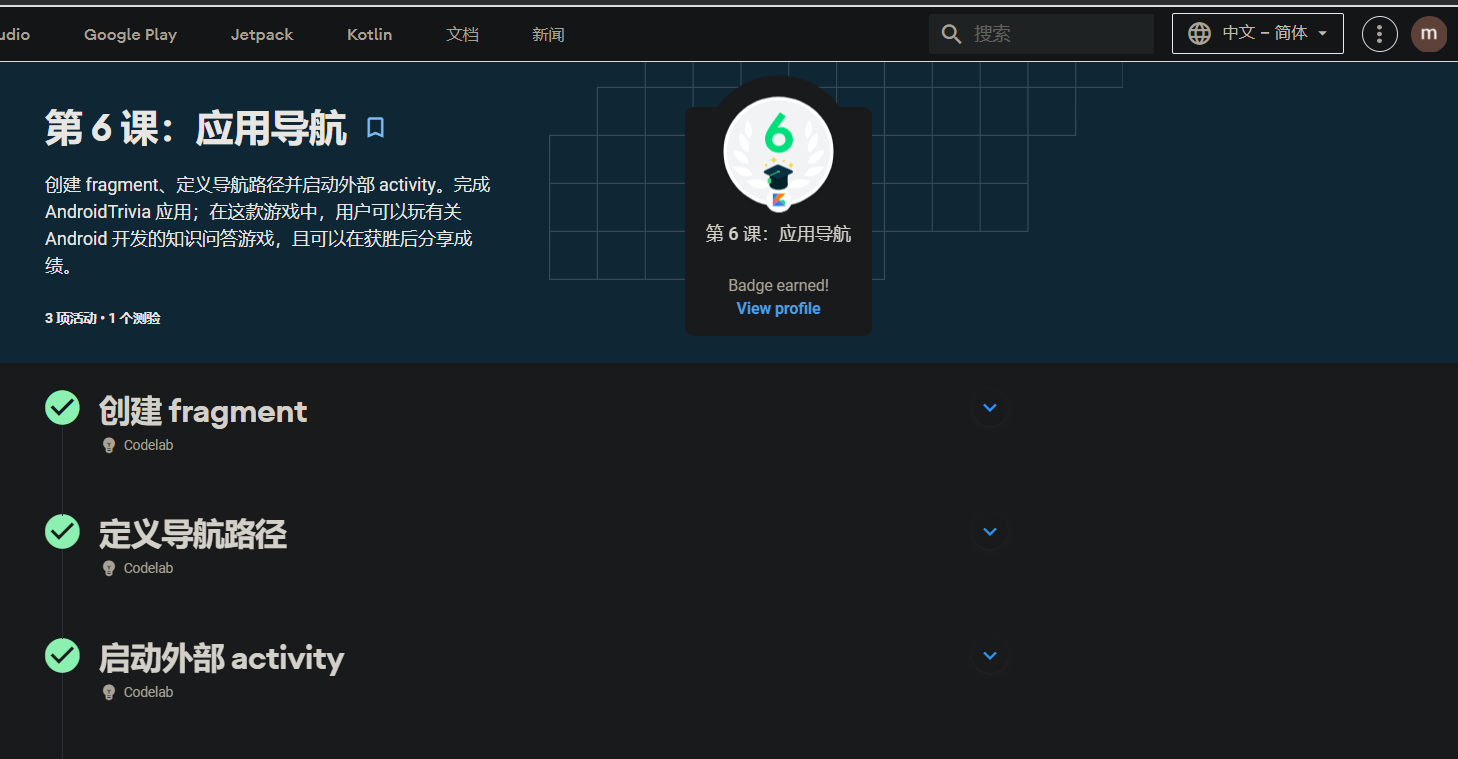 udio Google Play Jetpack Kotlin 文档 新闻 搜索 中文 – 简体 m
第 6 课：应用导航
创建 fragment、定义导航路径并启动外部 activity。完成
AndroidTrivia 应用；在这款游戏中，用户可以玩有关
Android 开发的知识问答游戏，且可以在获胜后分享成
绩。
3 项活动 • 1 个测验
6
第 6 课：应用导航
Badge earned!
View profile
创建 fragment
Codelab
定义导航路径
Codelab
启动外部 activity
Codelab